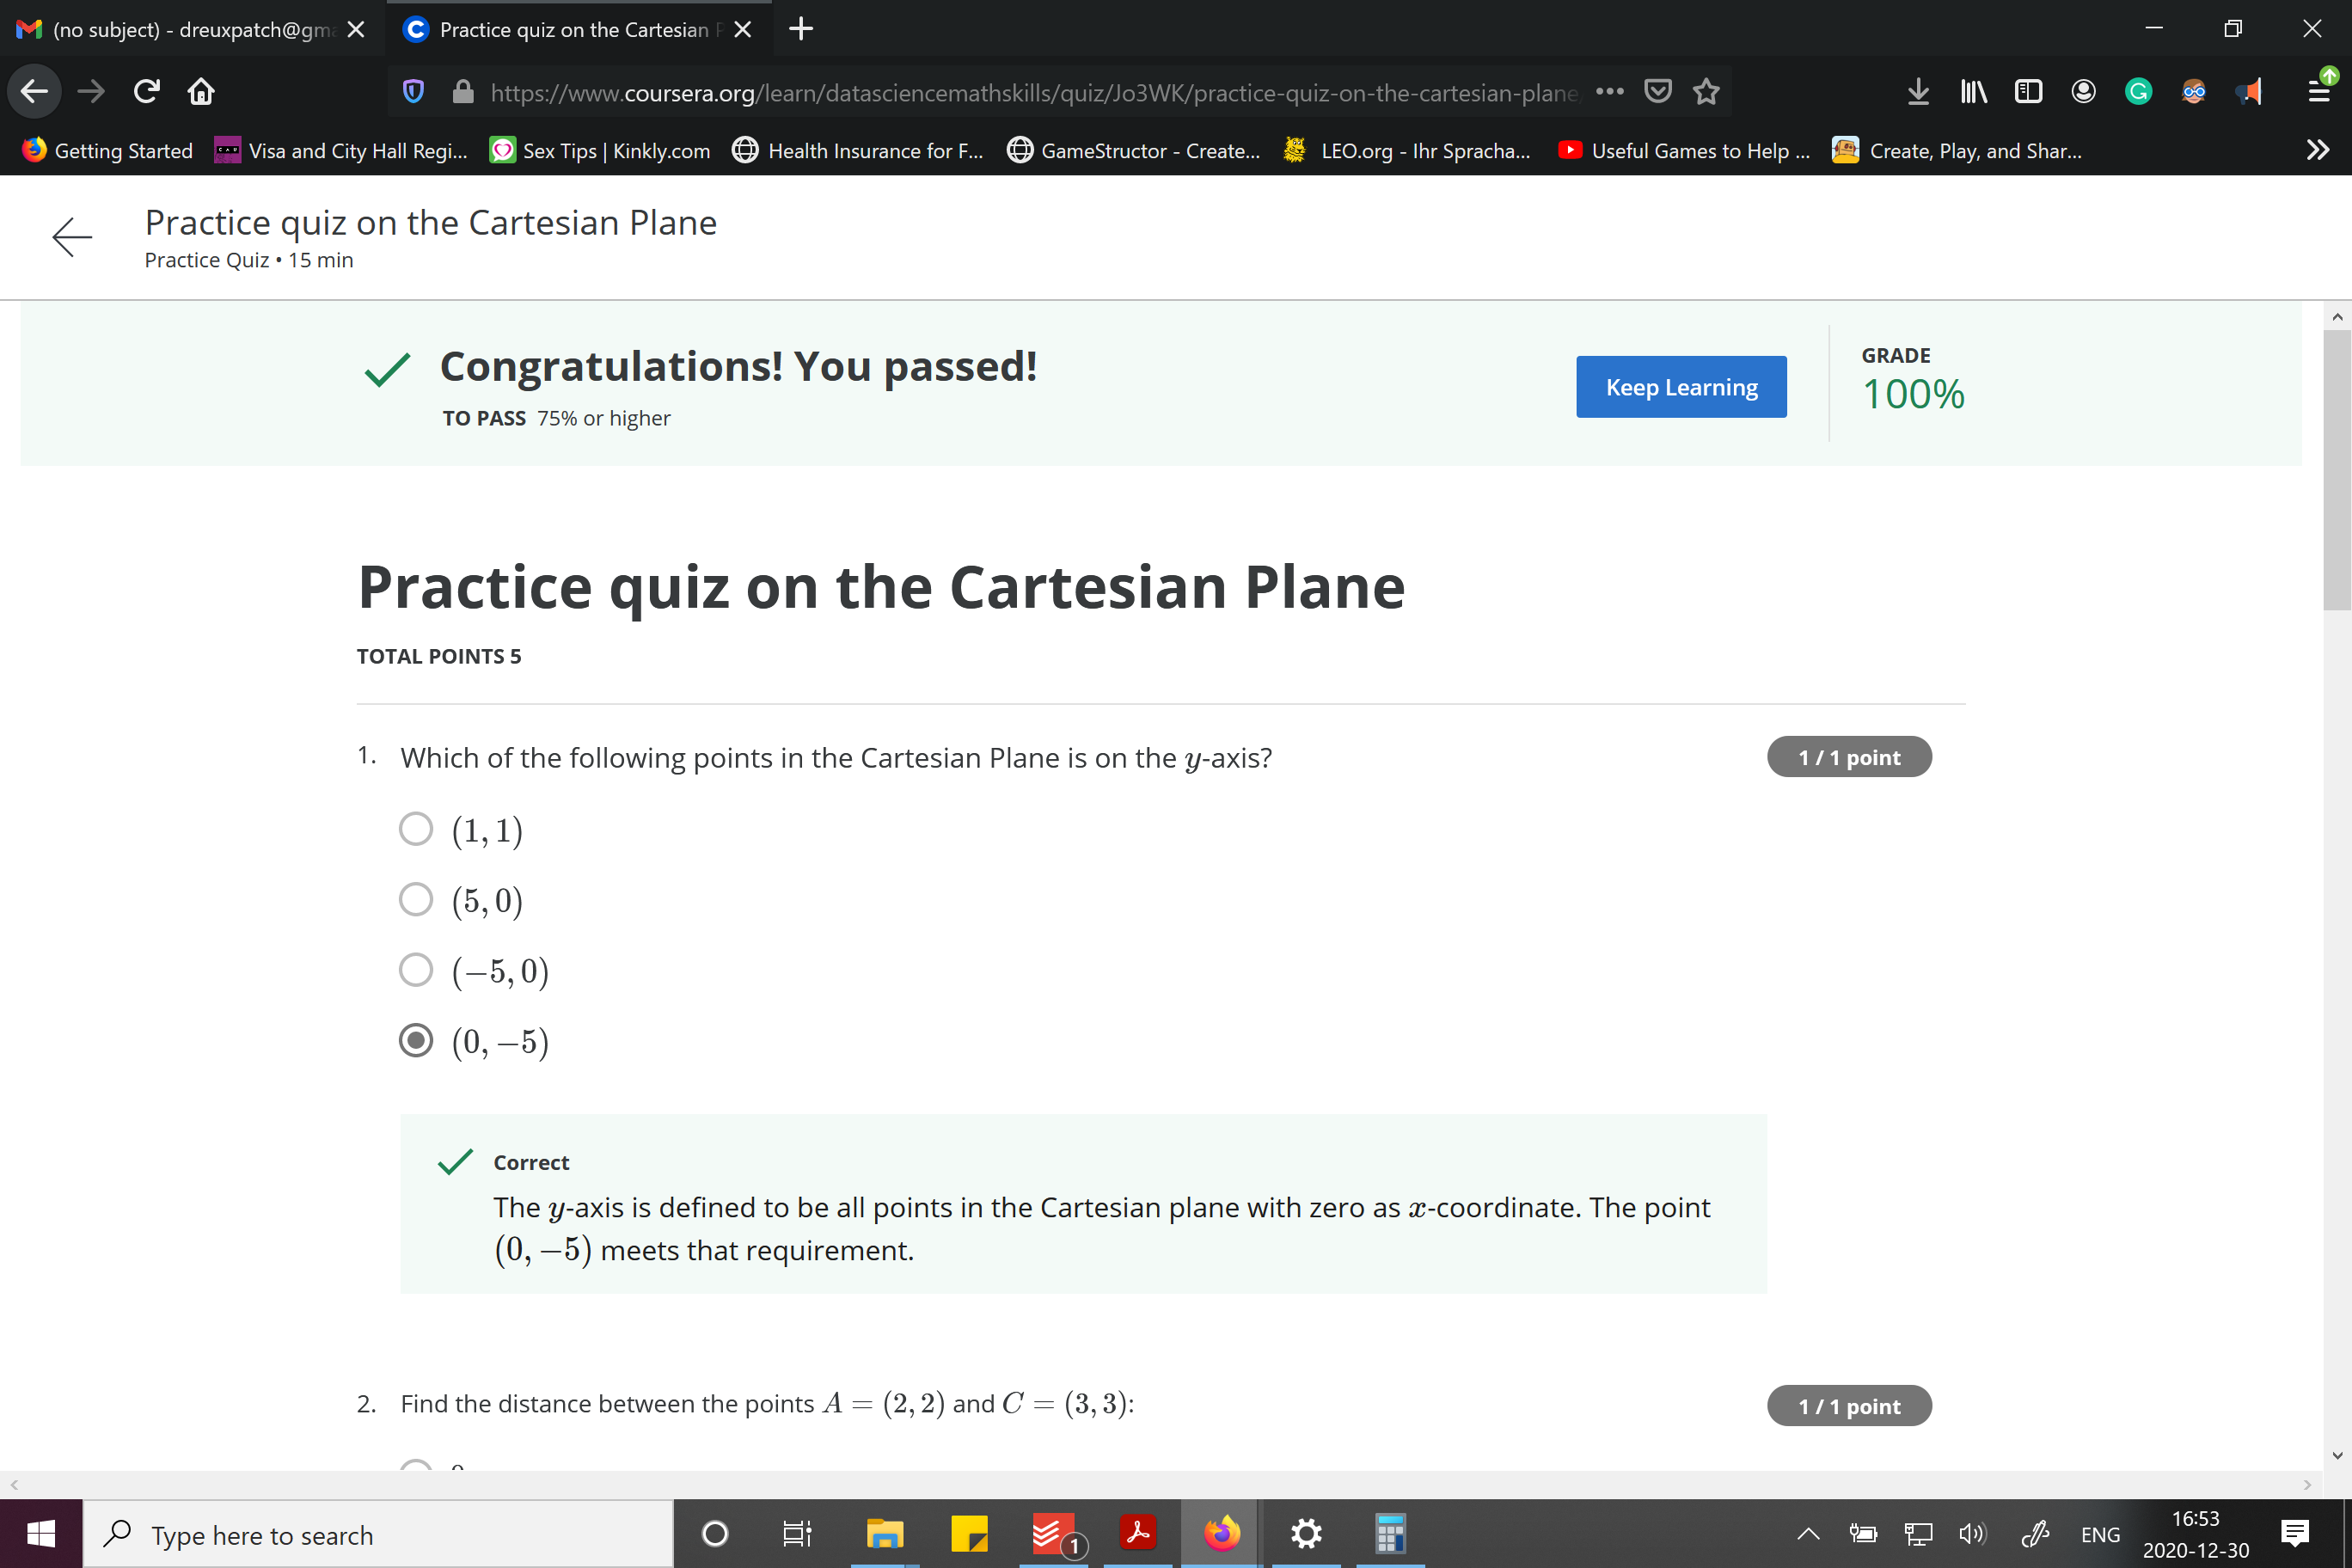 (no subject) - dreuxpatch@gm
Practice quiz on the Cartesian
https://www.coursera.org/learn/datasciencemathskills/quiz/Jo3WK/practice-quiz-on-the-cartesian-plane
Getting Started
Visa and City Hall Regi...
Sex Tips | Kinkly.com
Health Insurance for F...
GameStructor - Create...
LEO.org - Ihr Spracha...
Useful Games to Help ...
Create, Play, and Shar...
Practice quiz on the Cartesian Plane
Practice Quiz • 15 min
Congratulations! You passed!
TO PASS 75% or higher
Keep Learning
GRADE
100%
Practice quiz on the Cartesian Plane
TOTAL POINTS 5
1. Which of the following points in the Cartesian Plane is on the y-axis?
1 / 1 point
(1, 1)
(5, 0)
(−5, 0)
(0, −5)
Correct
The y-axis is defined to be all points in the Cartesian plane with zero as x-coordinate. The point
(0, −5) meets that requirement.
2. Find the distance between the points A = (2, 2) and C = (3, 3):
1 / 1 point
Type here to search
1
ENG
16:53
2020-12-30